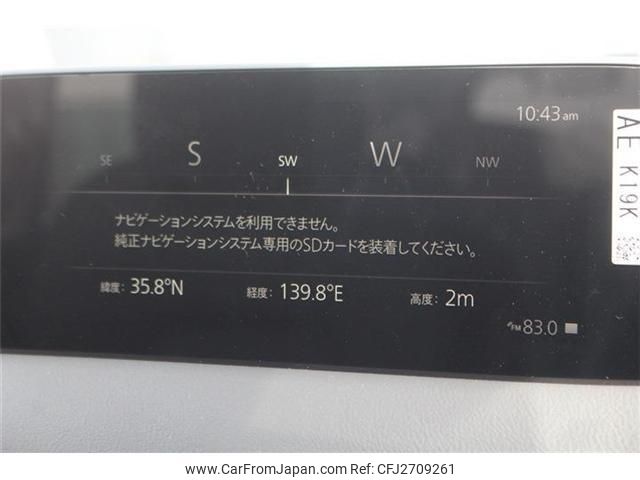 10:43am
SE S SW W NW
ナビゲーションシステムを利用できません。
純正ナビゲーションシステム専用のSDカードを装着してください。
緯度: 35.8°N 経度: 139.8°E 高度: 2m
FM 83.0
AE K19K
© CarFromJapan.com - CFJ2709261